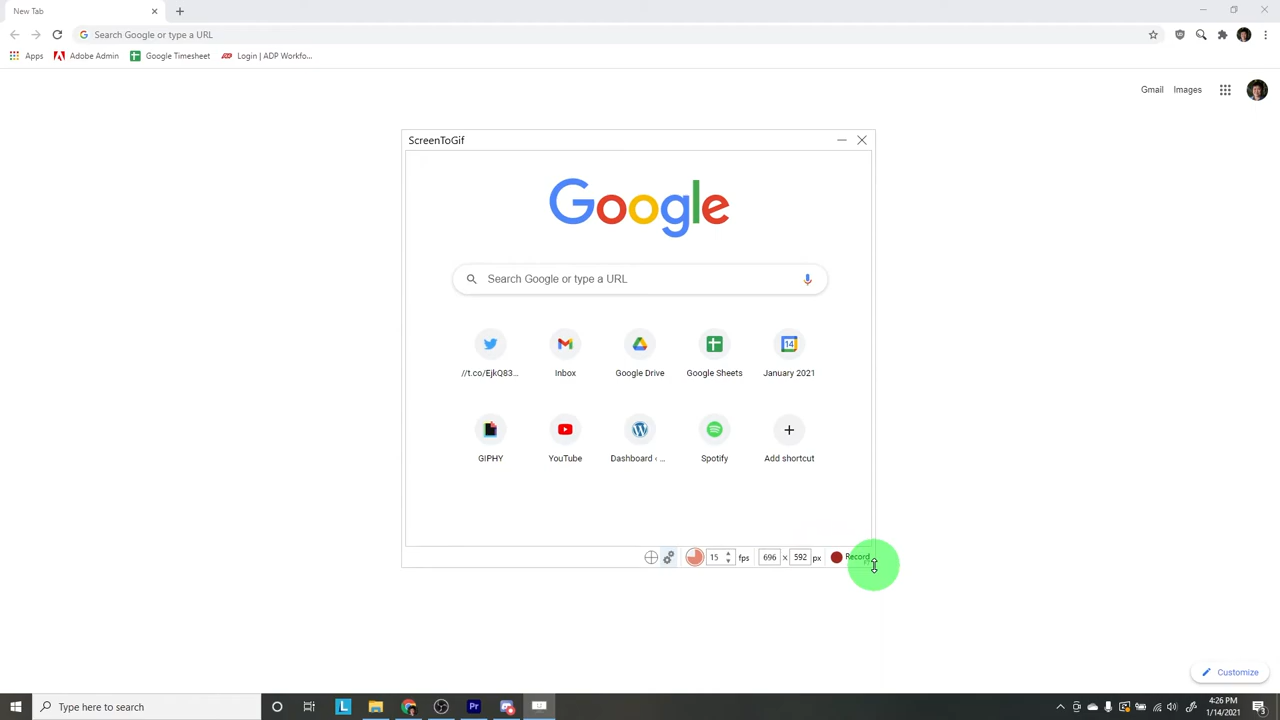 New Tab
Search Google or type a URL
Apps Adobe Admin Google Timesheet Login | ADP Workfo...
Gmail Images
ScreenToGif
Google
Search Google or type a URL
14
//t.co/EjkQ83... Inbox Google Drive Google Sheets January 2021
GIPHY YouTube Dashboard ‹ ... Spotify Add shortcut
15 fps 696 x 592 px Record
Customize
Type here to search
L
Pr
4:26 PM
1/14/2021
3